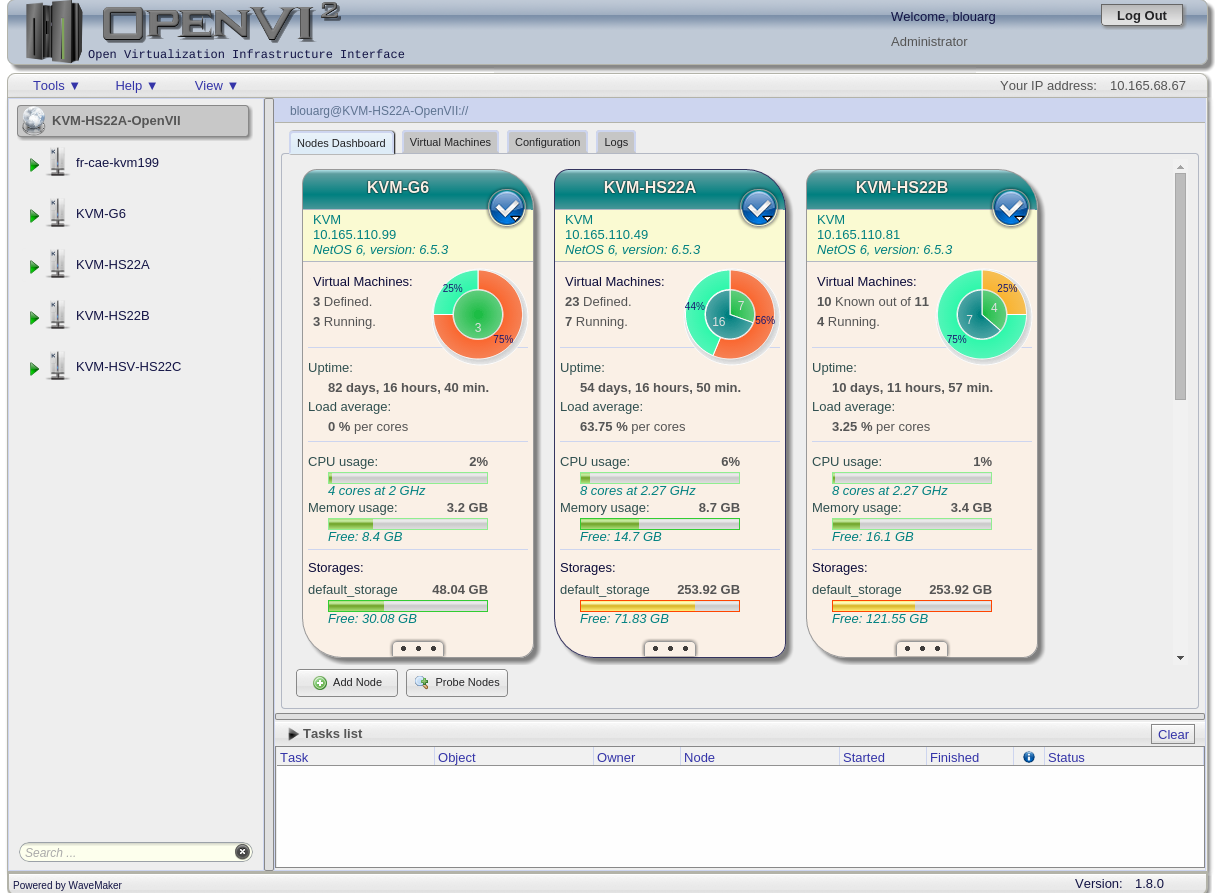 OPENVI²
Open Virtualization Infrastructure Interface
Welcome, blouarg
Administrator
Log Out
Tools ▼ Help ▼ View ▼
Your IP address: 10.165.68.67
KVM-HS22A-OpenVII
fr-cae-kvm199
KVM-G6
KVM-HS22A
KVM-HS22B
KVM-HSV-HS22C
Search ...
blouarg@KVM-HS22A-OpenVII://
Nodes Dashboard Virtual Machines Configuration Logs
KVM-G6
KVM
10.165.110.99
NetOS 6, version: 6.5.3
Virtual Machines:
3 Defined.
3 Running.
25%
3
75%
Uptime:
82 days, 16 hours, 40 min.
Load average:
0 % per cores
CPU usage: 2%
4 cores at 2 GHz
Memory usage: 3.2 GB
Free: 8.4 GB
Storages:
default_storage 48.04 GB
Free: 30.08 GB
KVM-HS22A
KVM
10.165.110.49
NetOS 6, version: 6.5.3
Virtual Machines:
23 Defined.
7 Running.
44%
7
16
56%
Uptime:
54 days, 16 hours, 50 min.
Load average:
63.75 % per cores
CPU usage: 6%
8 cores at 2.27 GHz
Memory usage: 8.7 GB
Free: 14.7 GB
Storages:
default_storage 253.92 GB
Free: 71.83 GB
KVM-HS22B
KVM
10.165.110.81
NetOS 6, version: 6.5.3
Virtual Machines:
10 Known out of 11
4 Running.
25%
4
7
75%
Uptime:
10 days, 11 hours, 57 min.
Load average:
3.25 % per cores
CPU usage: 1%
8 cores at 2.27 GHz
Memory usage: 3.4 GB
Free: 16.1 GB
Storages:
default_storage 253.92 GB
Free: 121.55 GB
Add Node Probe Nodes
Tasks list
Clear
Task Object Owner Node Started Finished Status
Powered by WaveMaker
Version: 1.8.0